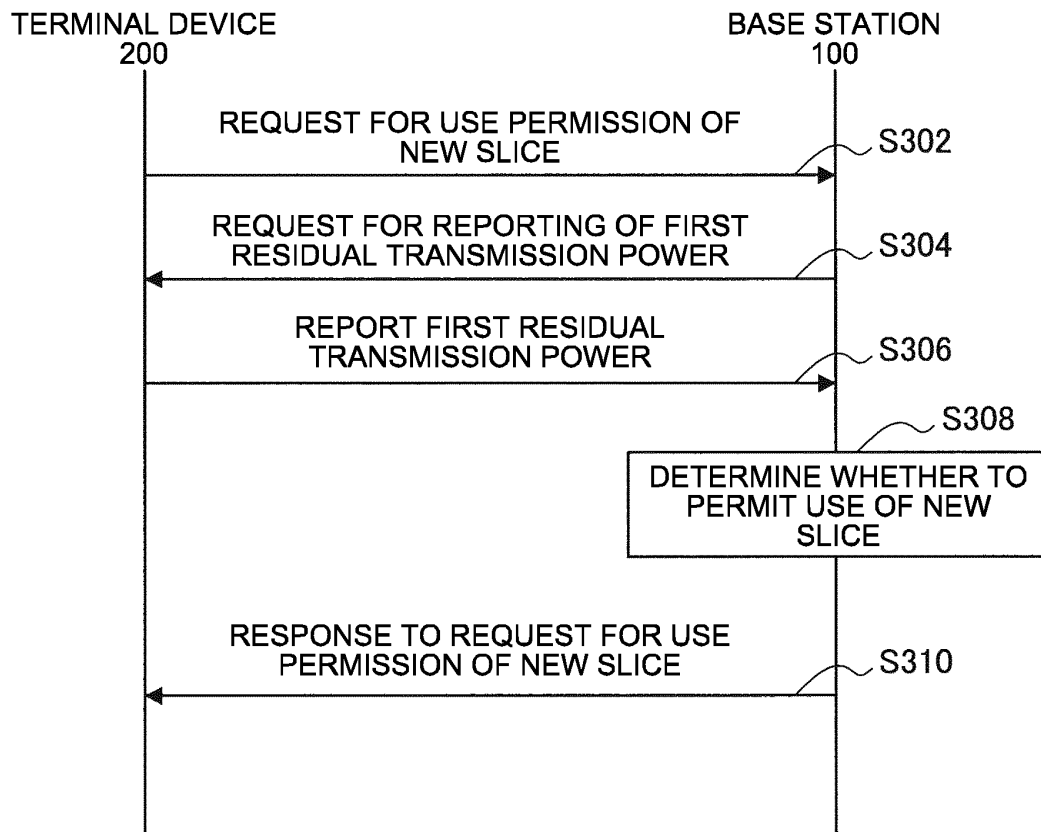 TERMINAL DEVICE
200
BASE STATION
100
REQUEST FOR USE PERMISSION OF
NEW SLICE
S302
REQUEST FOR REPORTING OF FIRST
RESIDUAL TRANSMISSION POWER
S304
REPORT FIRST RESIDUAL
TRANSMISSION POWER
S306
S308
DETERMINE WHETHER TO
PERMIT USE OF NEW
SLICE
RESPONSE TO REQUEST FOR USE
PERMISSION OF NEW SLICE
S310